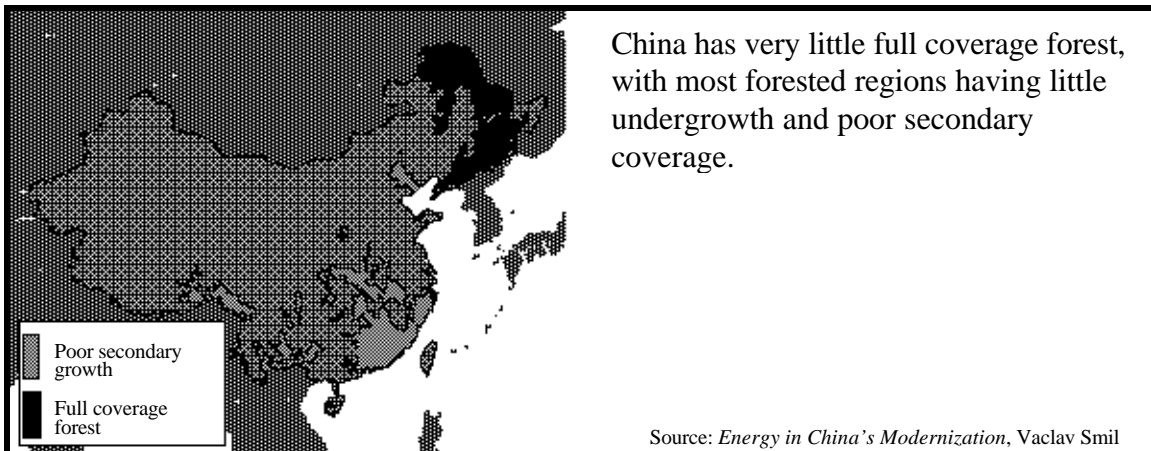 China has very little full coverage forest,
with most forested regions having little
undergrowth and poor secondary
coverage.
Poor secondary
growth
Full coverage
forest
Source: Energy in China's Modernization, Vaclav Smil